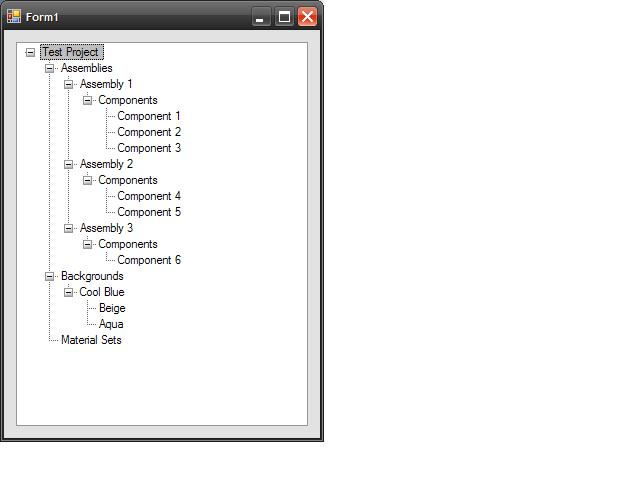 Form1
Test Project
Assemblies
Assembly 1
Components
Component 1
Component 2
Component 3
Assembly 2
Components
Component 4
Component 5
Assembly 3
Components
Component 6
Backgrounds
Cool Blue
Beige
Aqua
Material Sets